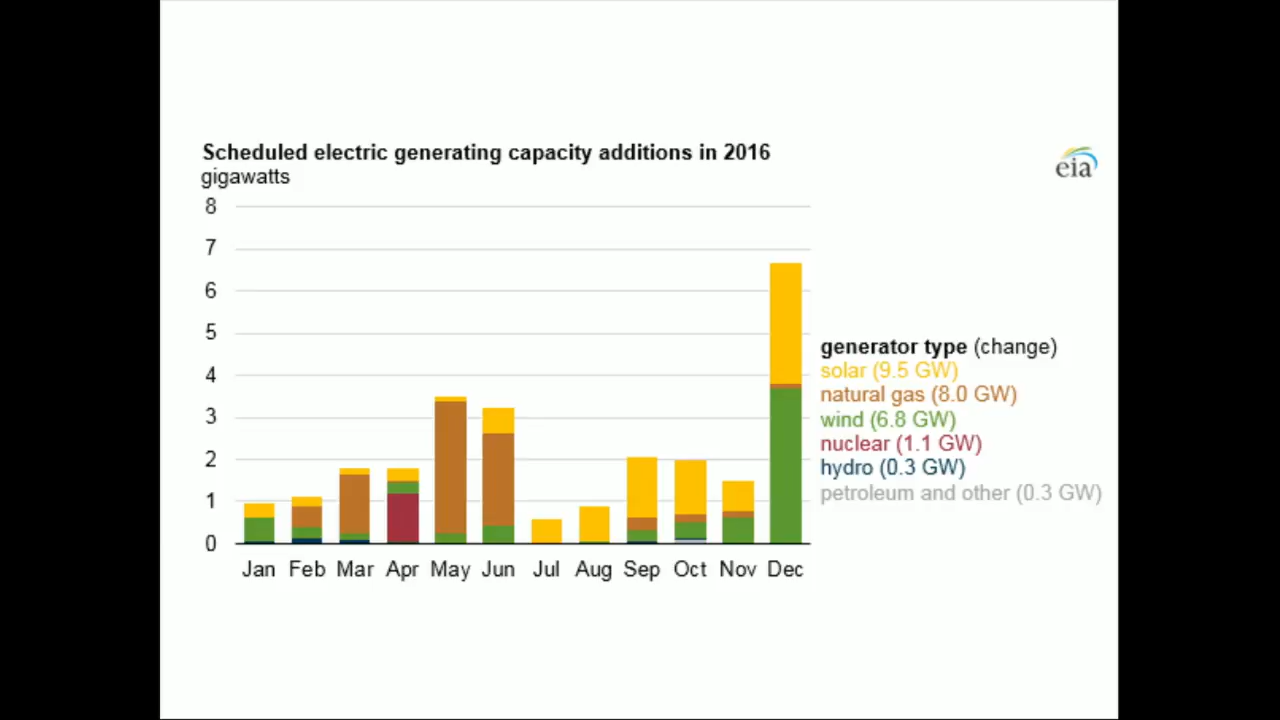 Scheduled electric generating capacity additions in 2016
gigawatts
eia
8
7
6
5
4
3
2
1
0
Jan Feb Mar Apr May Jun Jul Aug Sep Oct Nov Dec
generator type (change)
solar (9.5 GW)
natural gas (8.0 GW)
wind (6.8 GW)
nuclear (1.1 GW)
hydro (0.3 GW)
petroleum and other (0.3 GW)